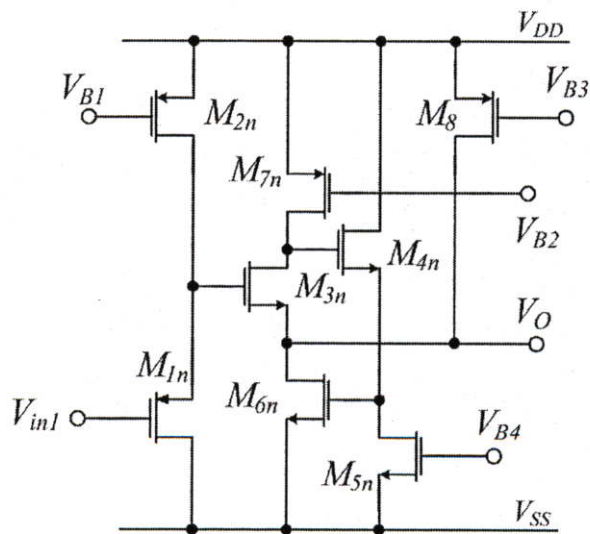 V_DD
V_B1
M_2n
M_8
V_B3
M_7n
V_B2
M_4n
M_3n
V_O
M_1n
M_6n
V_in1
V_B4
M_5n
V_SS